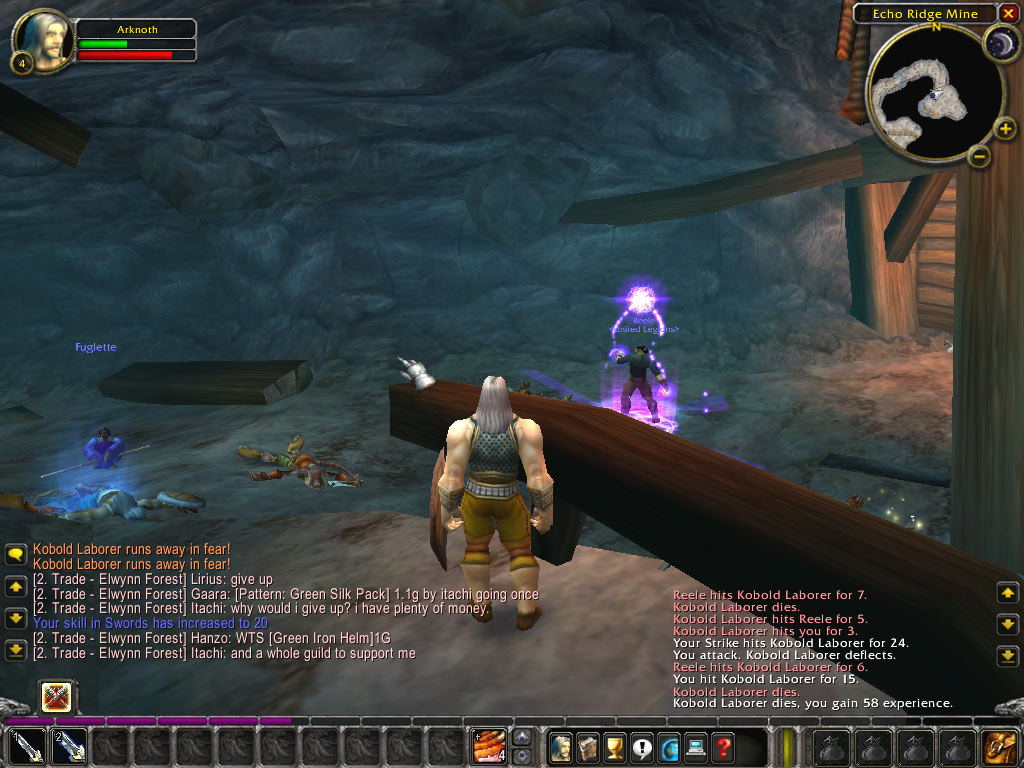 Arknoth
4
Echo Ridge Mine
N
Reele
<United Legions>
Fuglette
Kobold Laborer runs away in fear!
Kobold Laborer runs away in fear!
[2. Trade - Elwynn Forest] Lirius: give up
[2. Trade - Elwynn Forest] Gaara: [Pattern: Green Silk Pack] 1.1g by itachi going once
[2. Trade - Elwynn Forest] Itachi: why would i give up? i have plenty of money.
Your skill in Swords has increased to 20
[2. Trade - Elwynn Forest] Hanzo: WTS [Green Iron Helm]1G
[2. Trade - Elwynn Forest] Itachi: and a whole guild to support me
Reele hits Kobold Laborer for 7.
Kobold Laborer dies.
Kobold Laborer hits Reele for 5.
Kobold Laborer hits you for 3.
Your Strike hits Kobold Laborer for 24.
You attack. Kobold Laborer deflects.
Reele hits Kobold Laborer for 6.
You hit Kobold Laborer for 15.
Kobold Laborer dies.
Kobold Laborer dies, you gain 58 experience.
1
2
+
4